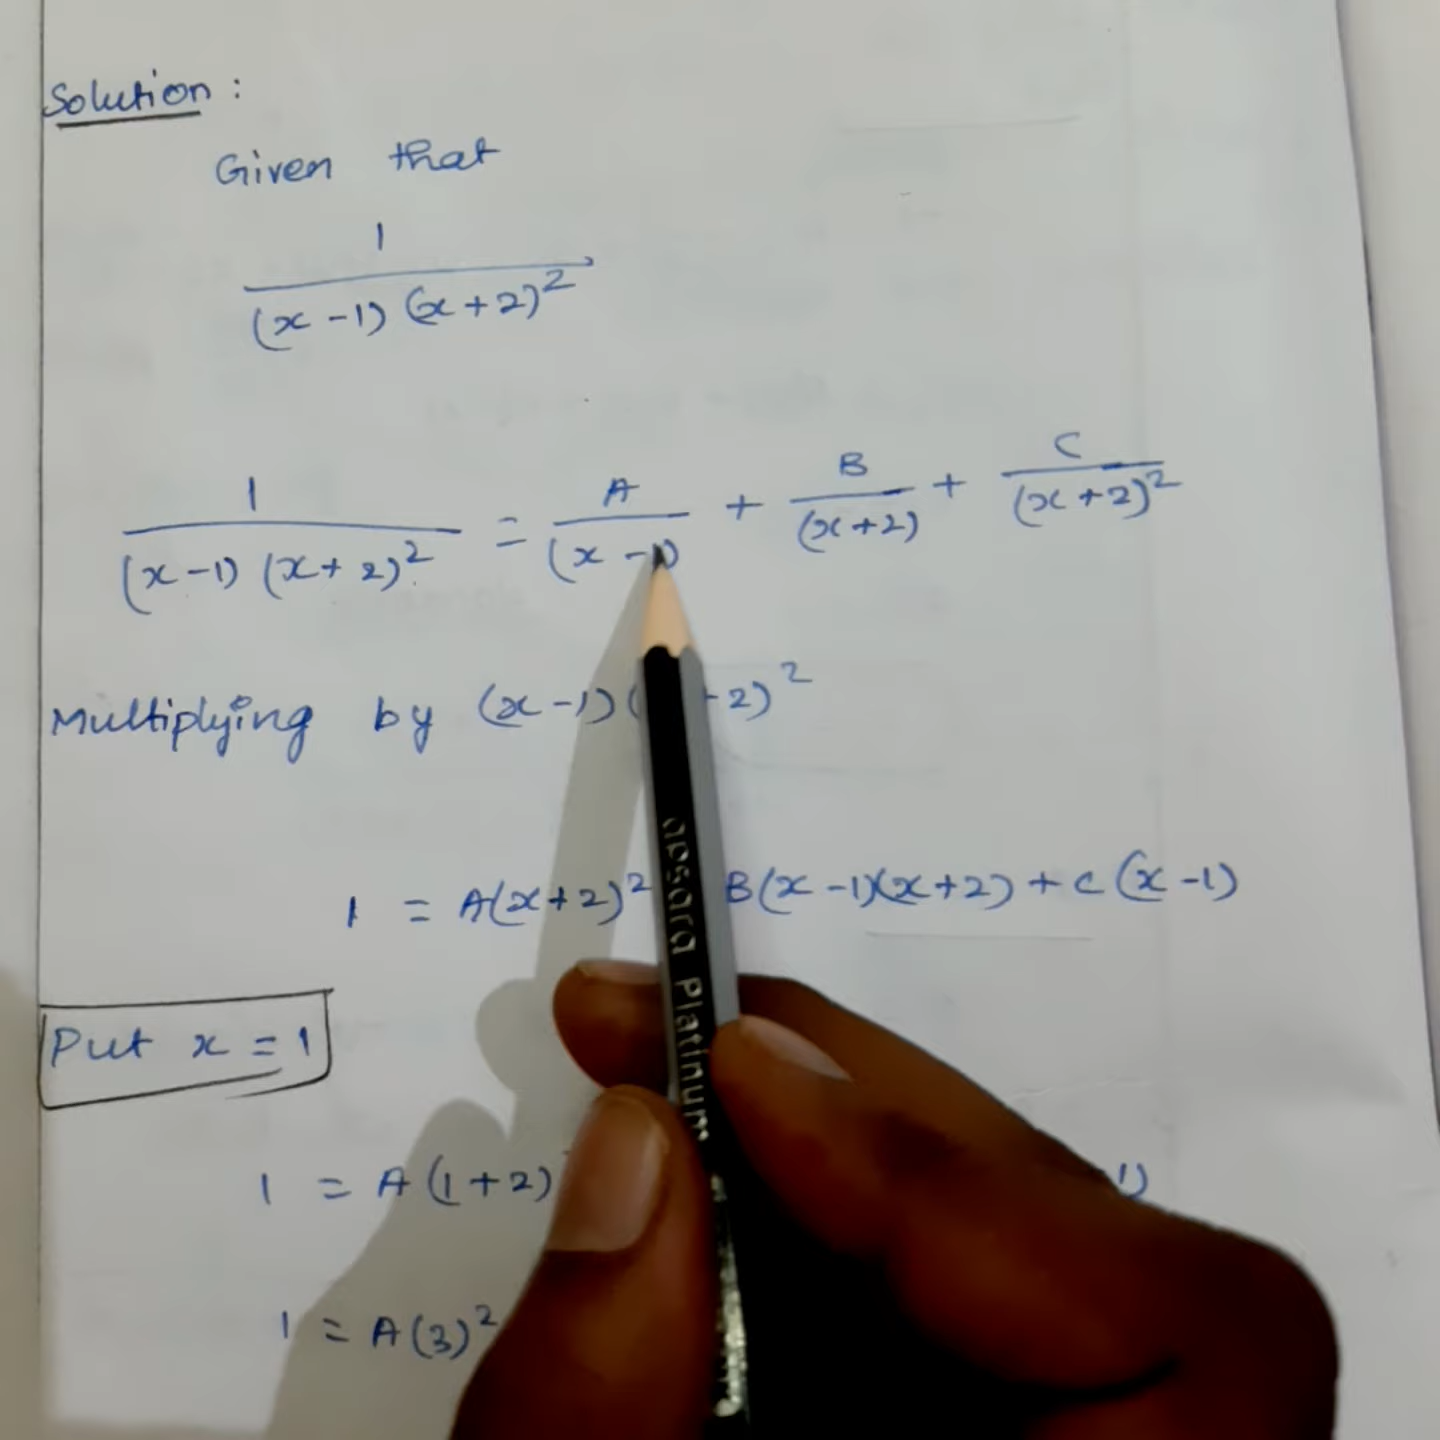 Solution :
Given that
1
(x-1) (x+2)²
1 = A + B + C
(x-1) (x+2)² (x-1) (x+2) (x+2)²
Multiplying by (x-1)( +2)²
1 = A(x+2)² B(x-1)(x+2) + C(x-1)
Put x = 1
1 = A(1+2) 1)
1 = A(3)²
apsara Platinum